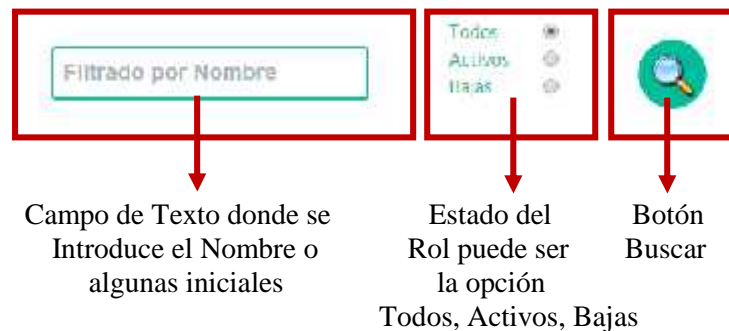 Filtrado por Nombre
Todos
Activos
Bajas
Campo de Texto donde se
Introduce el Nombre o
algunas iniciales
Estado del
Rol puede ser
la opción
Todos, Activos, Bajas
Botón
Buscar